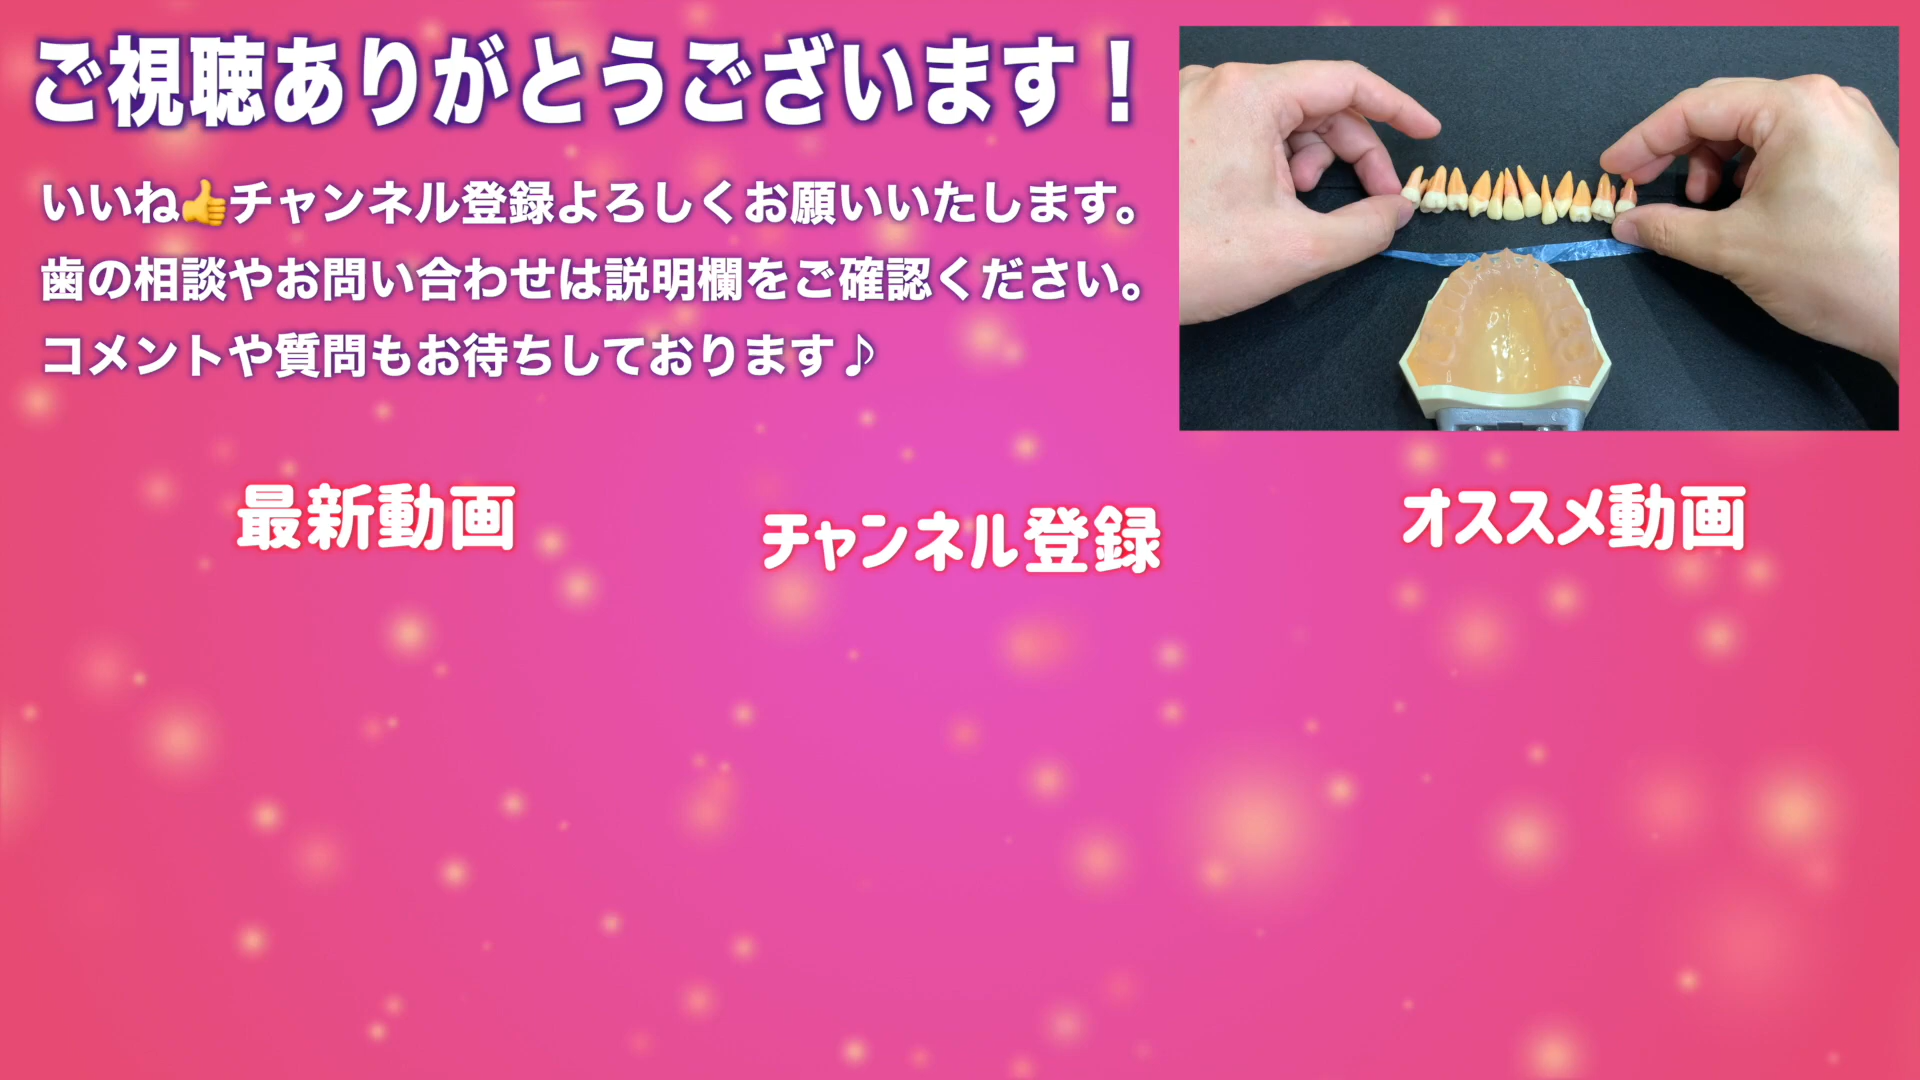 ご視聴ありがとうございます！
いいね👍チャンネル登録よろしくお願いいたします。
歯の相談やお問い合わせは説明欄をご確認ください。
コメントや質問もお待ちしております♪
最新動画
チャンネル登録
オススメ動画